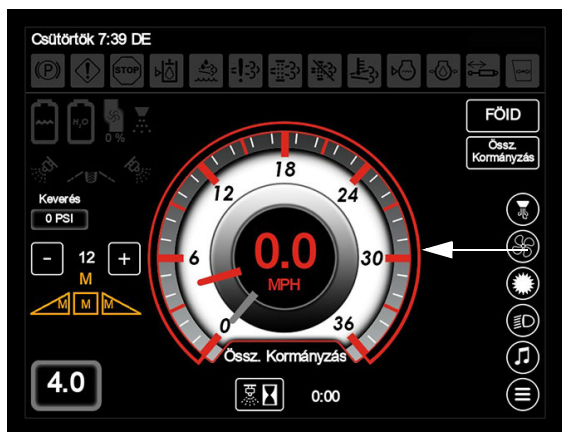 Csütörtök 7:39 DE
STOP
H₂O
0 %
FÖlD
Össz.
Kormányzás
Keverés
0 PSI
- 12 +
M
M M M
0
6
12
18
24
30
36
0.0
MPH
Össz. Kormányzás
4.0
0:00